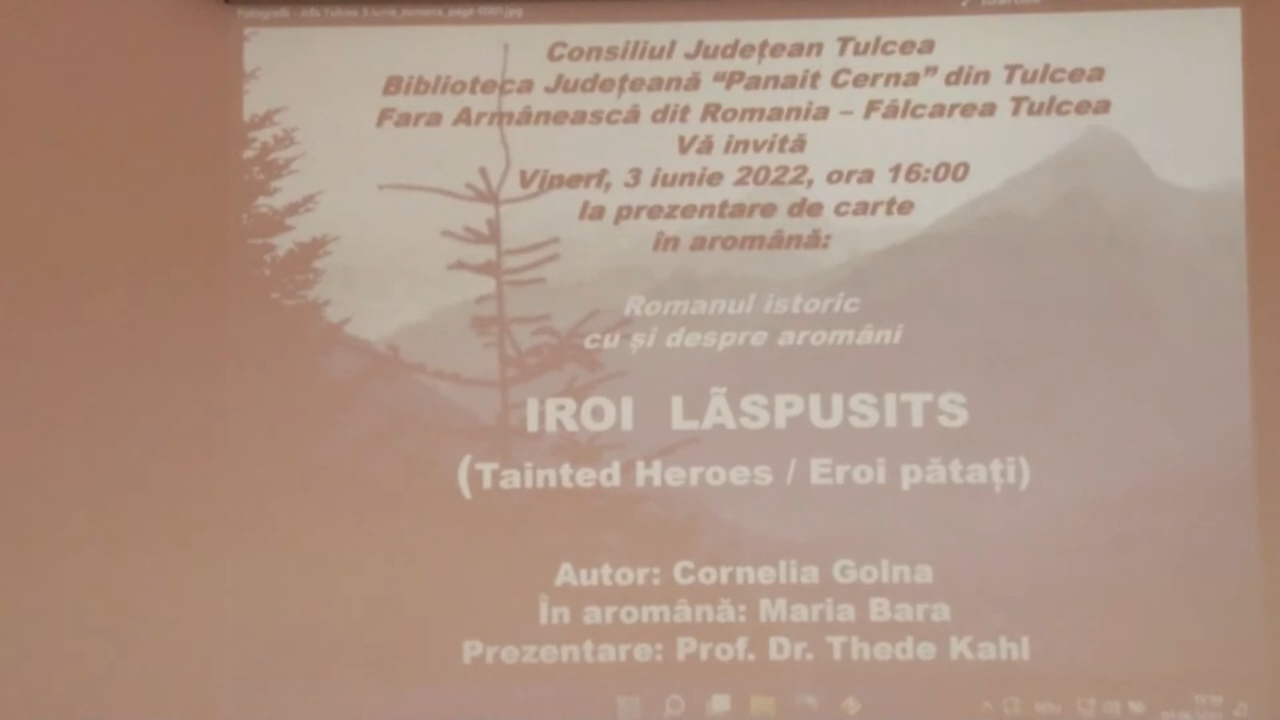 Consiliul Județean Tulcea
Biblioteca Județeană “Panait Cerna” din Tulcea
Fara Armânească dit Romania – Fâlcarea Tulcea
Vă invită
Vineri, 3 iunie 2022, ora 16:00
la prezentare de carte
în aromână:
Romanul istoric
cu și despre aromâni
IROI LÃSPUSITS
(Tainted Heroes / Eroi pătați)
Autor: Cornelia Golna
În aromână: Maria Bara
Prezentare: Prof. Dr. Thede Kahl